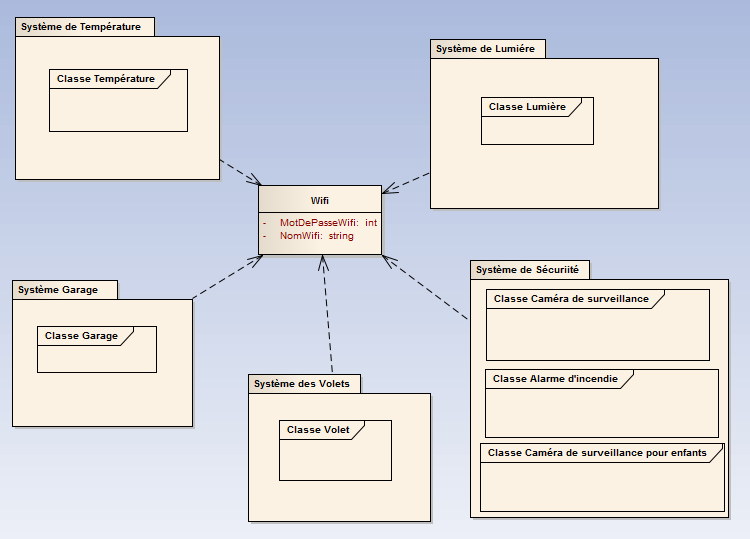 Système de Température
Classe Température
Système de Lumiére
Classe Lumière
Wifi
- MotDePasseWifi: int
- NomWifi: string
Système Garage
Classe Garage
Système des Volets
Classe Volet
Système de Sécuriité
Classe Caméra de surveillance
Classe Alarme d'incendie
Classe Caméra de surveillance pour enfants